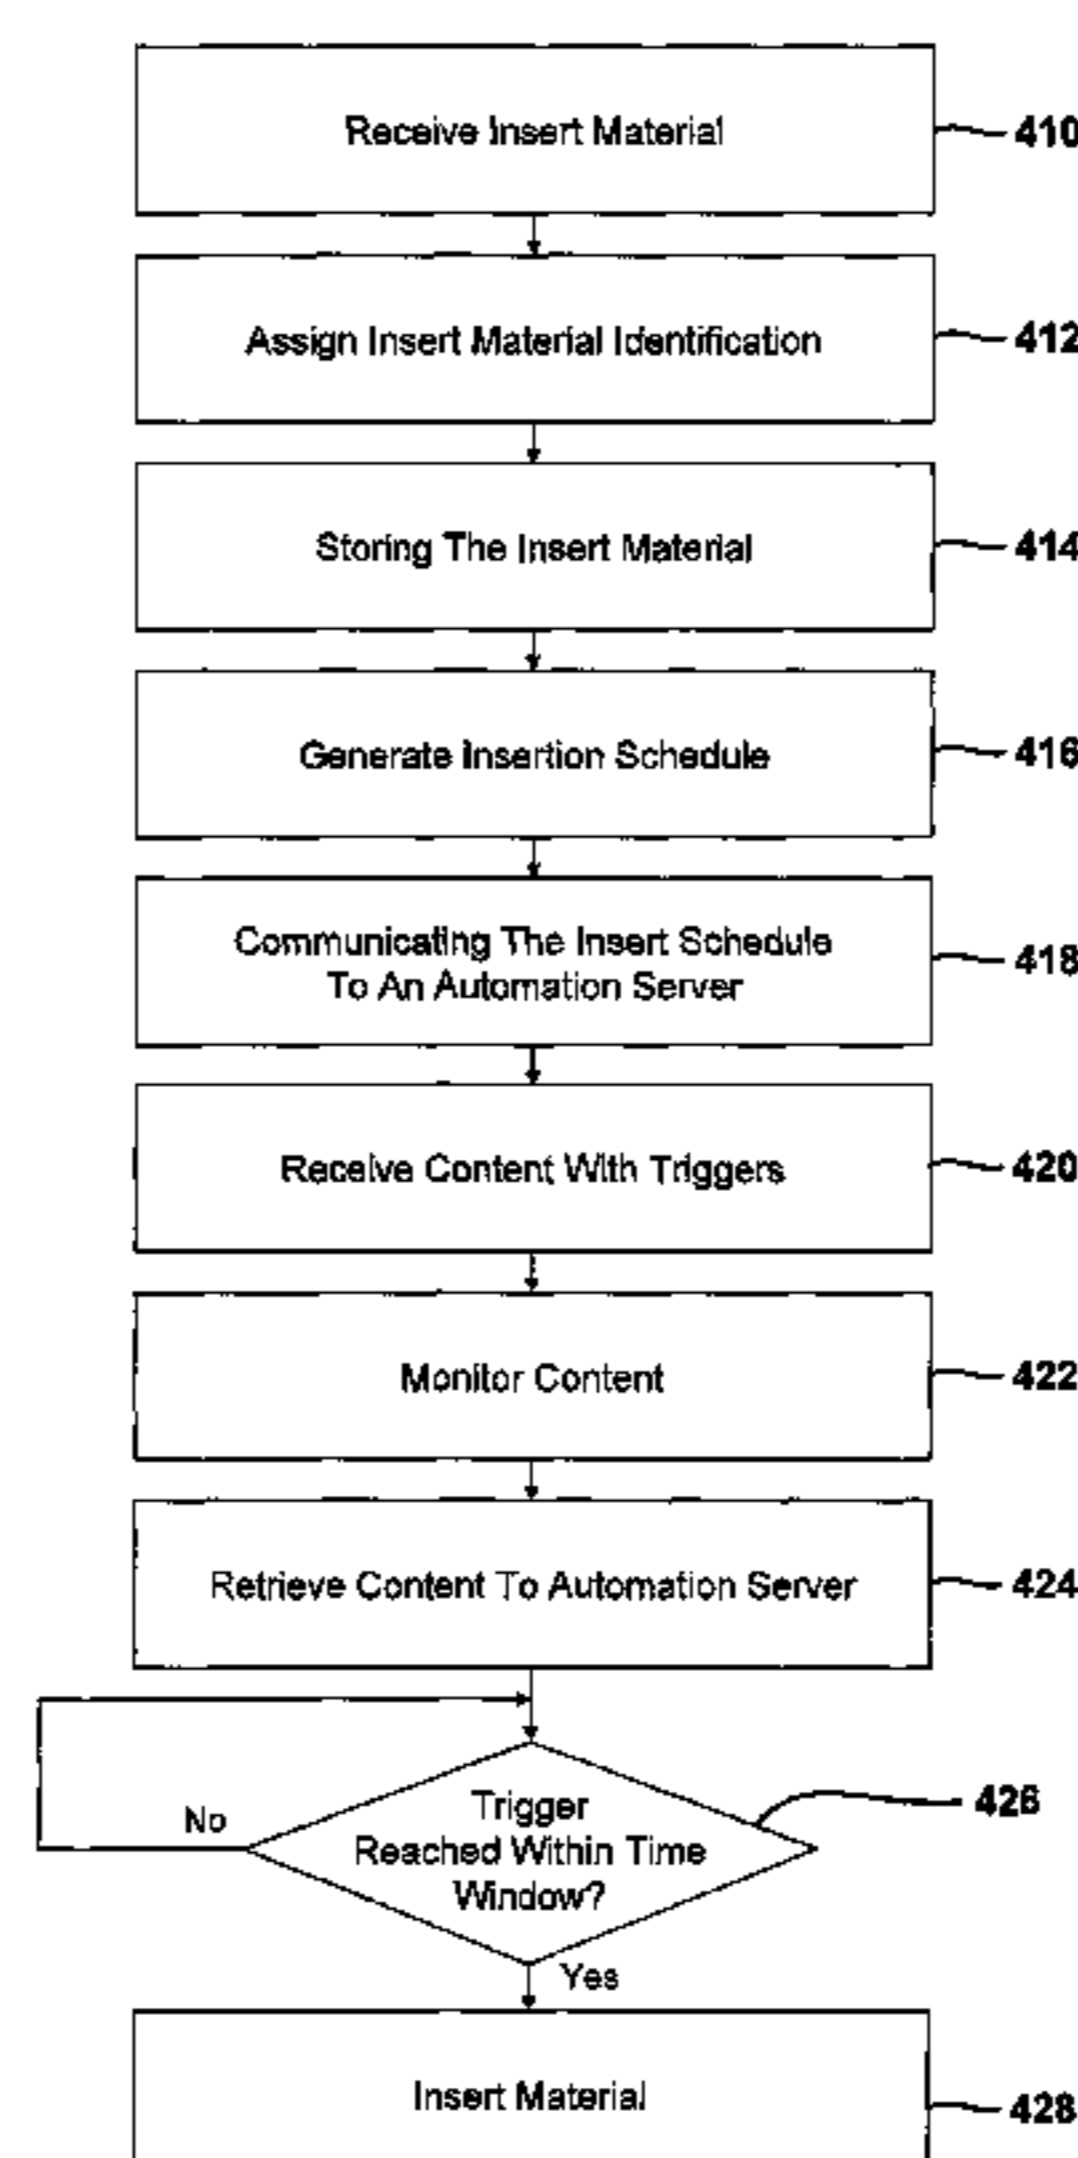 Receive Insert Material
410
Assign Insert Material Identification
412
Storing The Insert Material
414
Generate Insertion Schedule
416
Communicating The Insert Schedule
To An Automation Server
418
Receive Content With Triggers
420
Monitor Content
422
Retrieve Content To Automation Server
424
Trigger
Reached Within Time
Window?
426
No
Yes
Insert Material
428